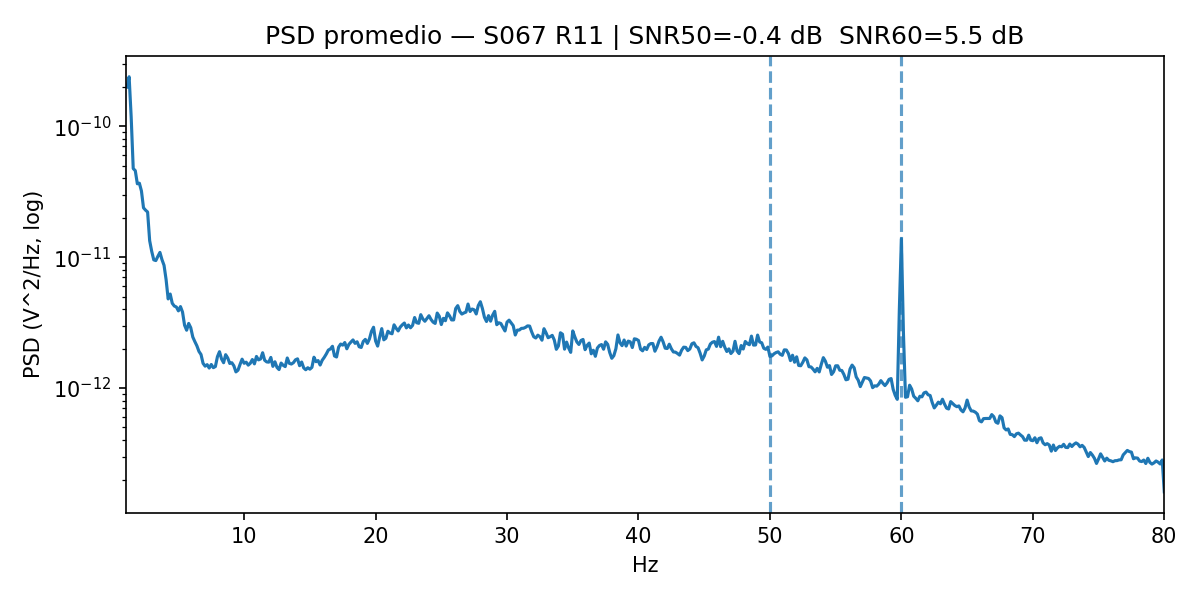 PSD promedio — S067 R11 | SNR50=-0.4 dB  SNR60=5.5 dB
PSD (V^2/Hz, log)
10⁻¹⁰
10⁻¹¹
10⁻¹²
10 20 30 40 50 60 70 80
Hz